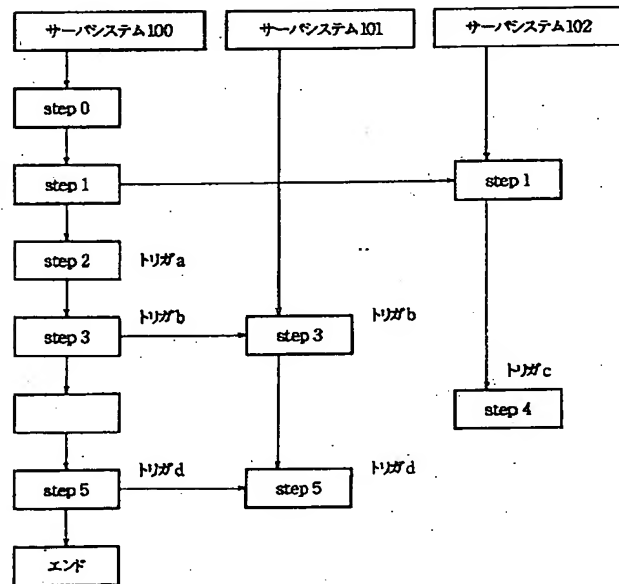 サーバシステム100
サーバシステム101
サーバシステム102
step 0
step 1
step 1
step 2
トリガa
step 3
トリガb
step 3
トリガb
トリガc
step 4
step 5
トリガd
step 5
トリガd
エンド